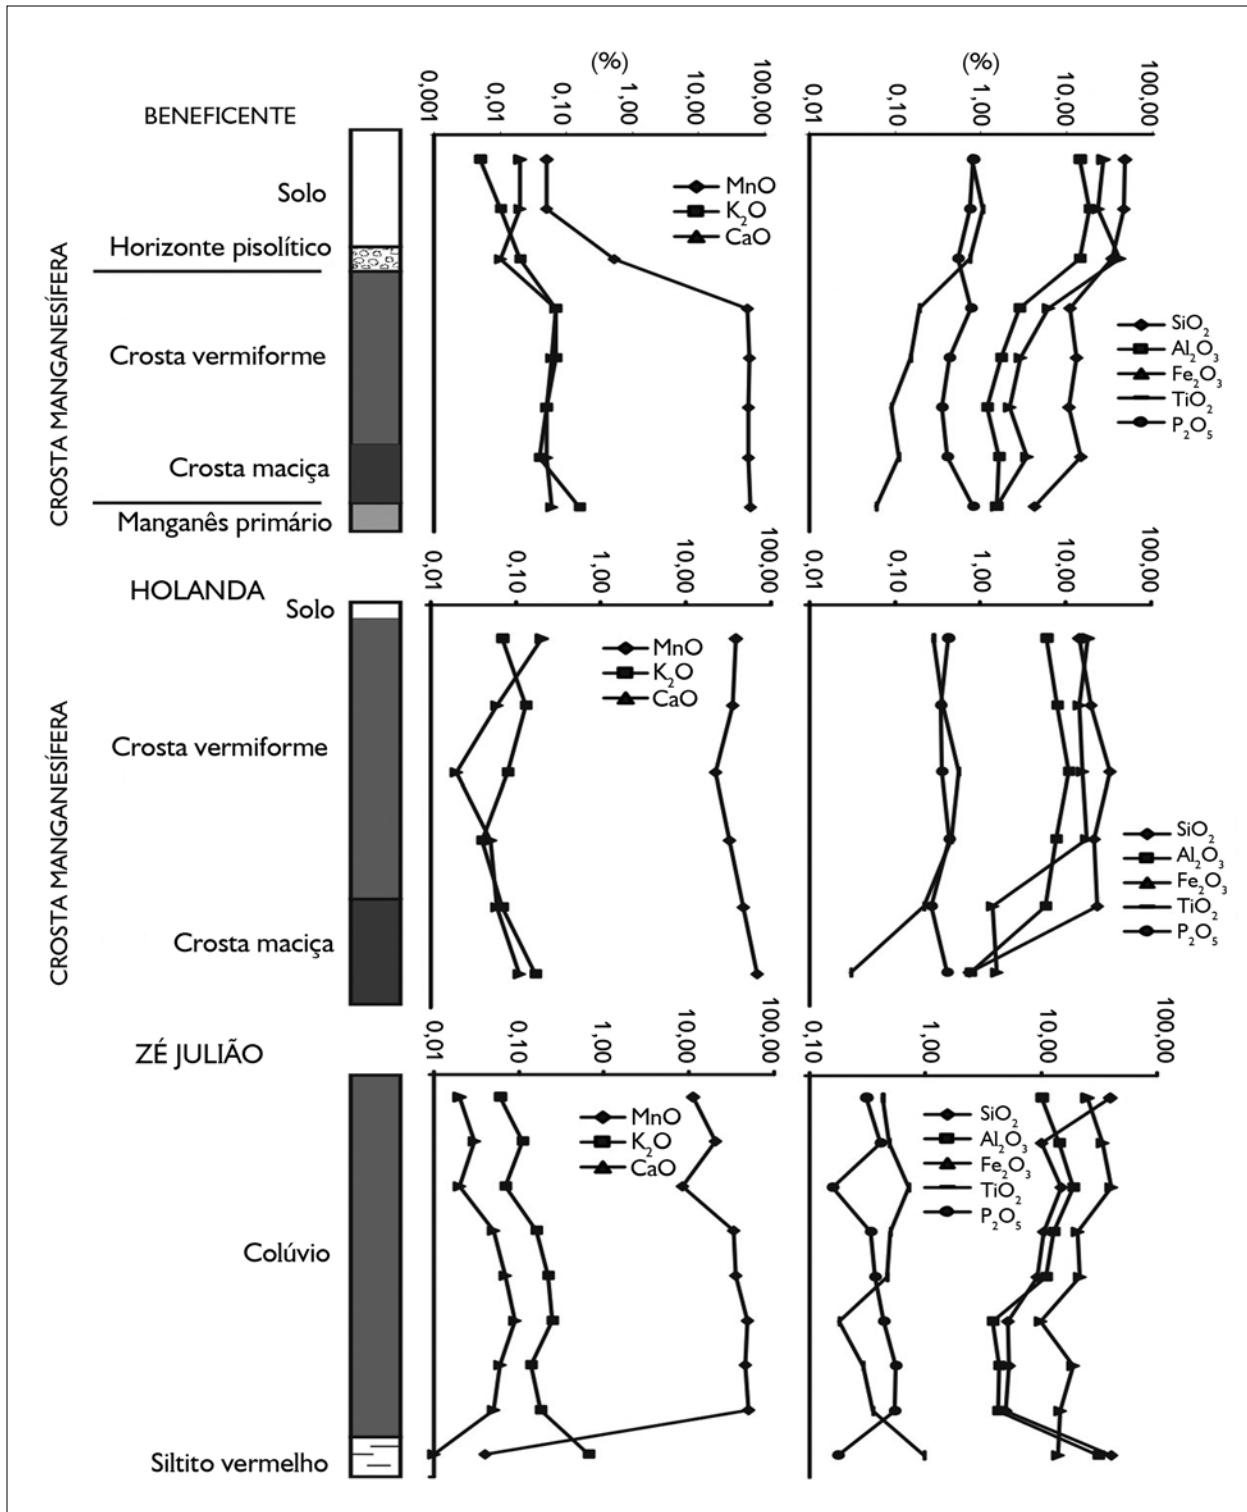 (%) (%)
0,001 0,01 0,10 1,00 10,00 100,00
0,01 0,10 1,00 10,00 100,00
BENEFICENTE
Solo
Horizonte pisolítico
CROSTA MANGANESÍFERA
Crosta vermiforme
Crosta maciça
Manganês primário
MnO
K2O
CaO
SiO2
Al2O3
Fe2O3
TiO2
P2O5
0,01 0,10 1,00 10,00 100,00
0,01 0,10 1,00 10,00 100,00
HOLANDA
Solo
CROSTA MANGANESÍFERA
Crosta vermiforme
Crosta maciça
MnO
K2O
CaO
SiO2
Al2O3
Fe2O3
TiO2
P2O5
0,01 0,10 1,00 10,00 100,00
0,10 1,00 10,00 100,00
ZÉ JULIÃO
Colúvio
Siltito vermelho
MnO
K2O
CaO
SiO2
Al2O3
Fe2O3
TiO2
P2O5